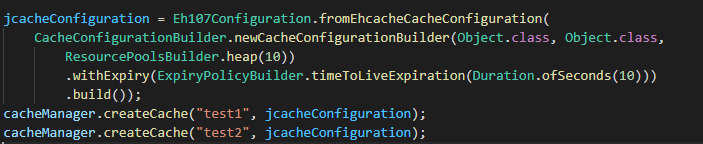 jcacheConfiguration = Eh107Configuration.fromEhcacheCacheConfiguration(
CacheConfigurationBuilder.newCacheConfigurationBuilder(Object.class, Object.class,
ResourcePoolsBuilder.heap(10))
.withExpiry(ExpiryPolicyBuilder.timeToLiveExpiration(Duration.ofSeconds(10)))
.build());
cacheManager.createCache("test1", jcacheConfiguration);
cacheManager.createCache("test2", jcacheConfiguration);